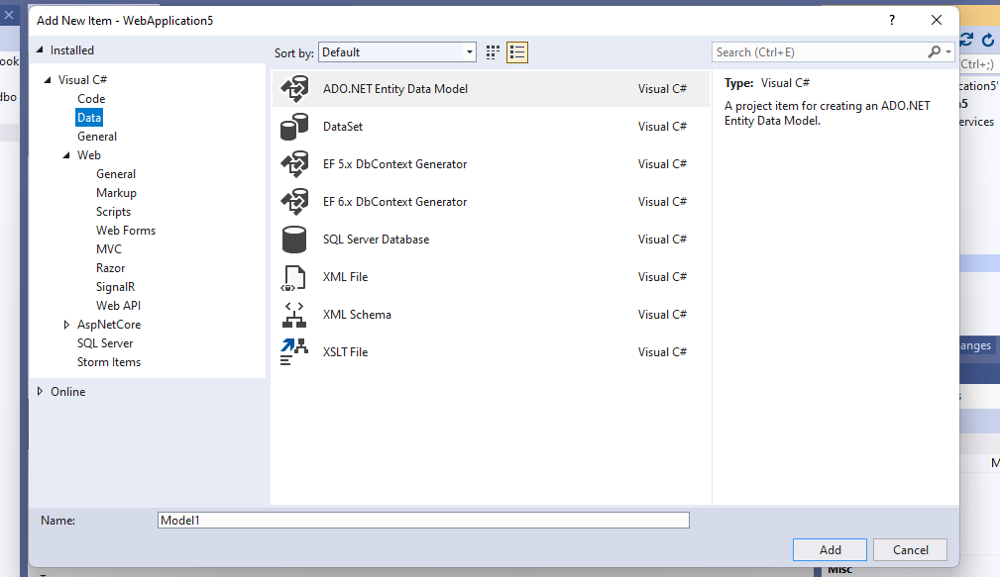 Add New Item - WebApplication5
?
Installed
Sort by:
Default
Search (Ctrl+E)
Visual C#
Code
Data
General
Web
General
Markup
Scripts
Web Forms
MVC
Razor
SignalR
Web API
AspNetCore
SQL Server
Storm Items
Online
ADO.NET Entity Data Model Visual C#
DataSet Visual C#
EF 5.x DbContext Generator Visual C#
EF 6.x DbContext Generator Visual C#
SQL Server Database Visual C#
XML File Visual C#
XML Schema Visual C#
XSLT File Visual C#
Type: Visual C#
A project item for creating an ADO.NET
Entity Data Model.
Name:
Model1
Add
Cancel
ook
dbo
Ctrl+;)
cation5'
n5
ervices
anges
M
Misc